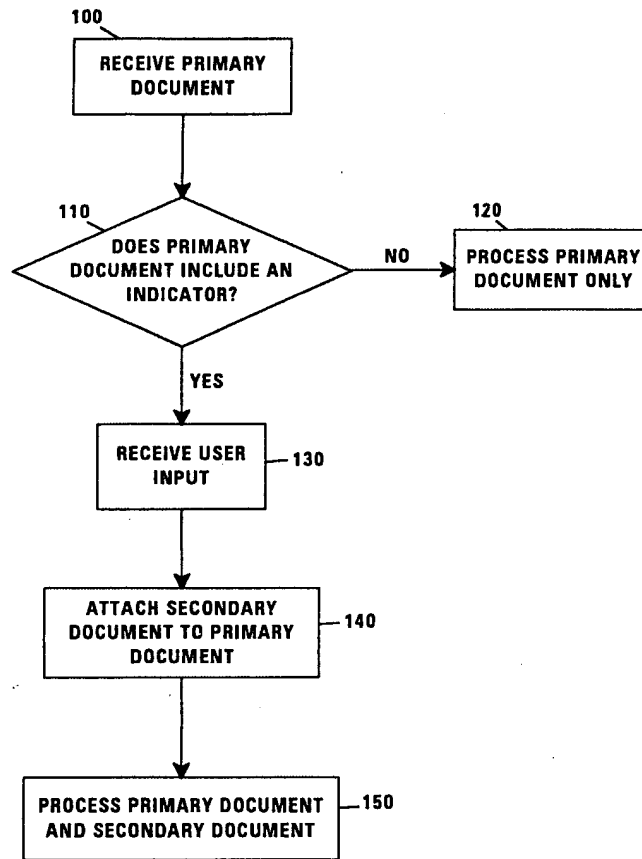 100
RECEIVE PRIMARY
DOCUMENT
110
DOES PRIMARY
DOCUMENT INCLUDE AN
INDICATOR?
NO
120
PROCESS PRIMARY
DOCUMENT ONLY
YES
RECEIVE USER
INPUT
130
ATTACH SECONDARY
DOCUMENT TO PRIMARY
DOCUMENT
140
PROCESS PRIMARY DOCUMENT
AND SECONDARY DOCUMENT
150